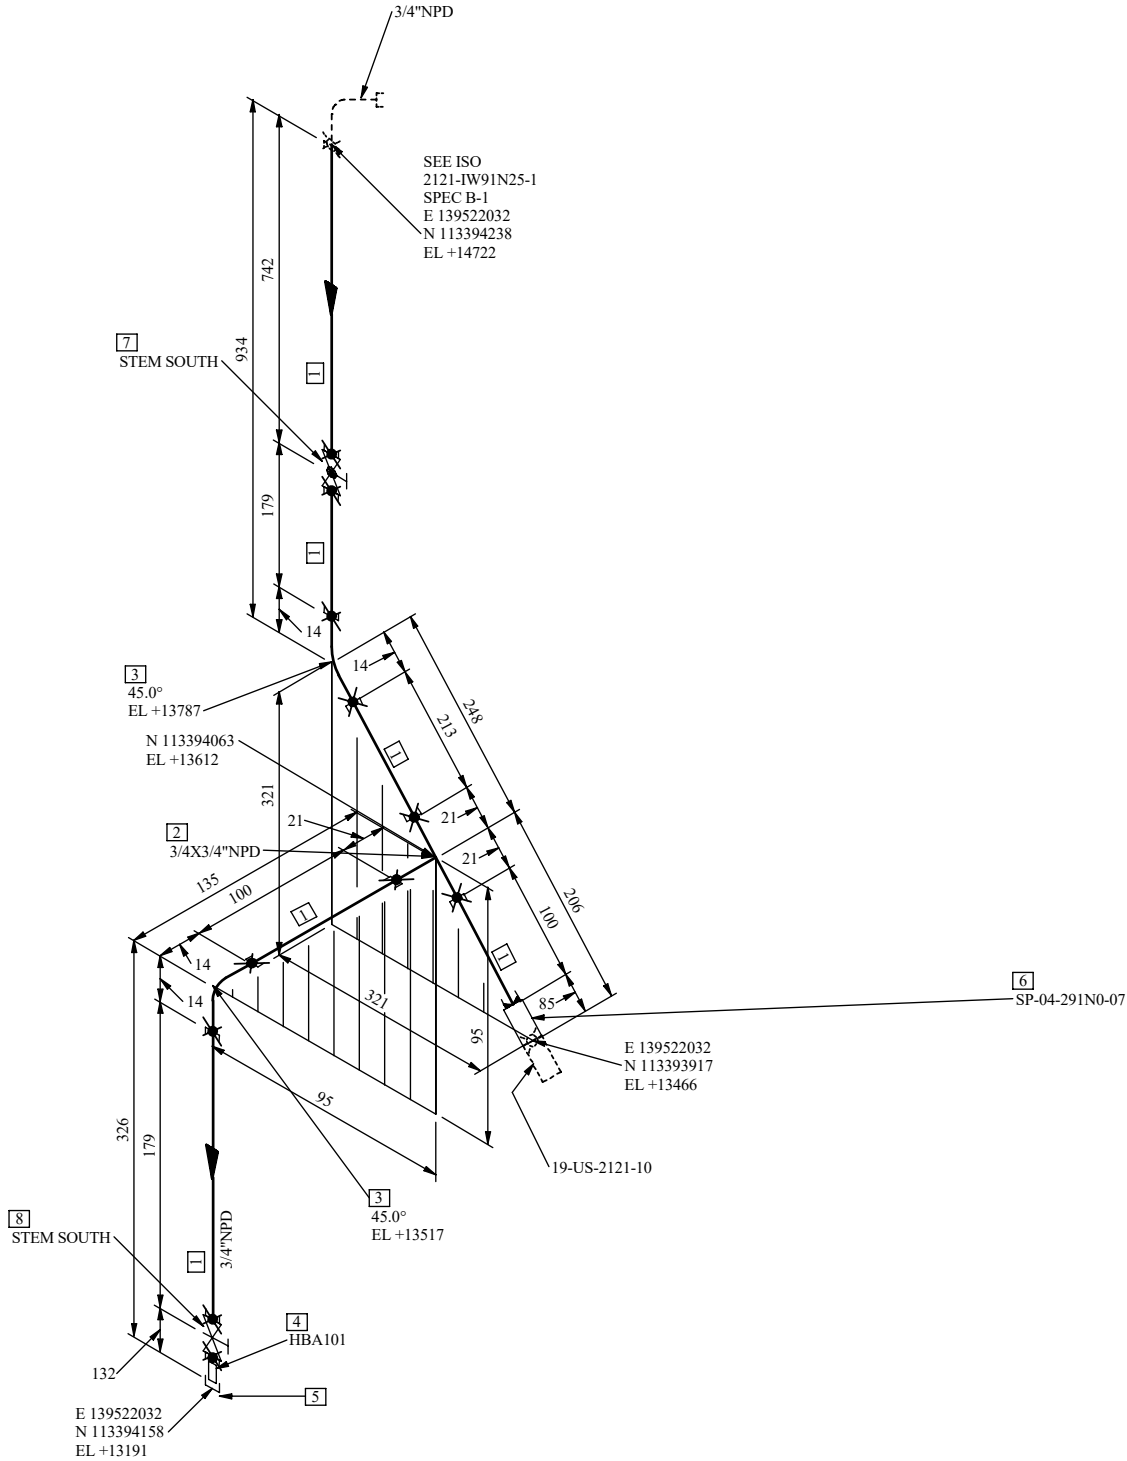 3/4"NPD
SEE ISO
2121-IW91N25-1
SPEC B-1
E 139522032
N 113394238
EL +14722
742
934
7
STEM SOUTH
1
179
1
14
3
45.0°
EL +13787
14
248
213
1
N 113394063
EL +13612
321
21
21
2
3/4X3/4"NPD
21
135
100
1
206
100
14
1
14
321
85
6
SP-04-291N0-07
95
E 139522032
N 113393917
EL +13466
95
326
179
19-US-2121-10
3
45.0°
EL +13517
8
STEM SOUTH
1
3/4"NPD
4
HBA101
132
5
E 139522032
N 113394158
EL +13191